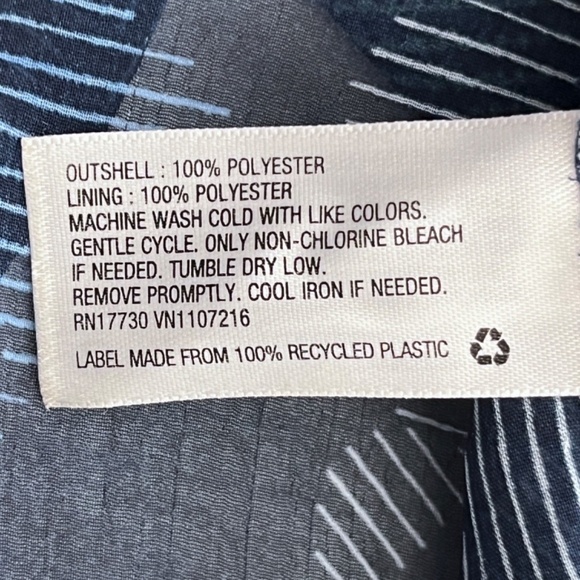 OUTSHELL : 100% POLYESTER
LINING : 100% POLYESTER
MACHINE WASH COLD WITH LIKE COLORS.
GENTLE CYCLE. ONLY NON-CHLORINE BLEACH
IF NEEDED. TUMBLE DRY LOW.
REMOVE PROMPTLY. COOL IRON IF NEEDED.
RN17730 VN1107216
LABEL MADE FROM 100% RECYCLED PLASTIC